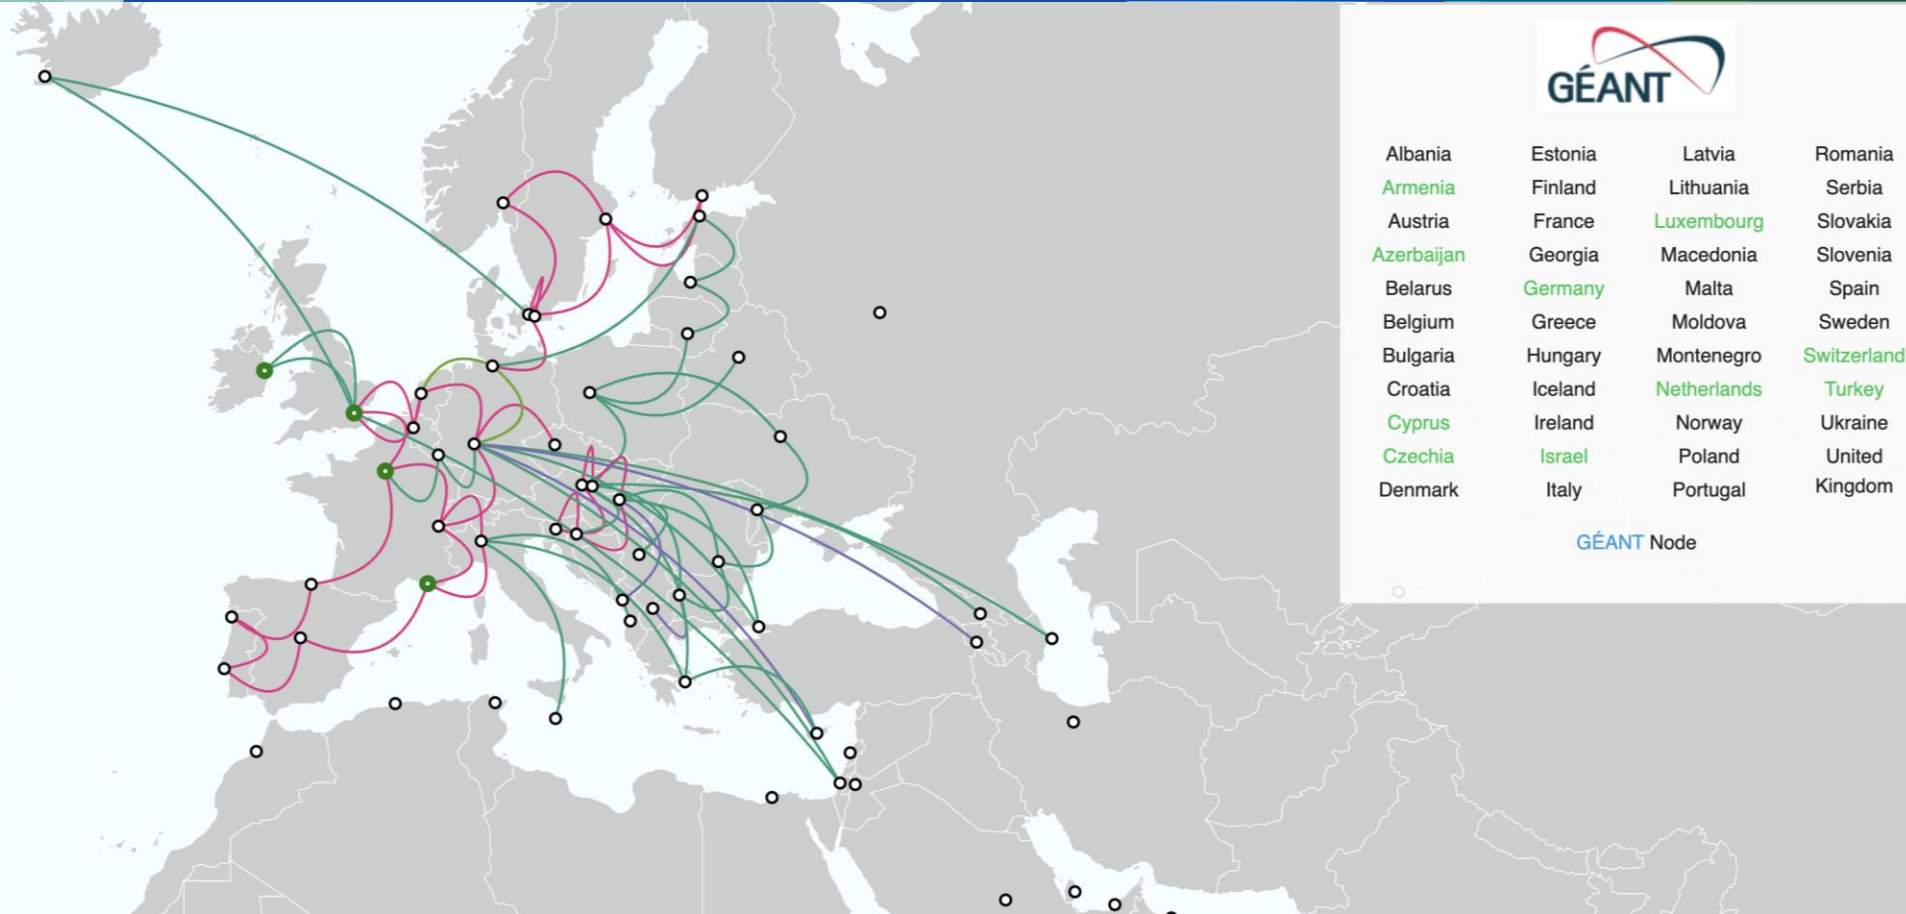 GÉANT
Albania Estonia Latvia Romania
Armenia Finland Lithuania Serbia
Austria France Luxembourg Slovakia
Azerbaijan Georgia Macedonia Slovenia
Belarus Germany Malta Spain
Belgium Greece Moldova Sweden
Bulgaria Hungary Montenegro Switzerland
Croatia Iceland Netherlands Turkey
Cyprus Ireland Norway Ukraine
Czechia Israel Poland United
Denmark Italy Portugal Kingdom
GÉANT Node